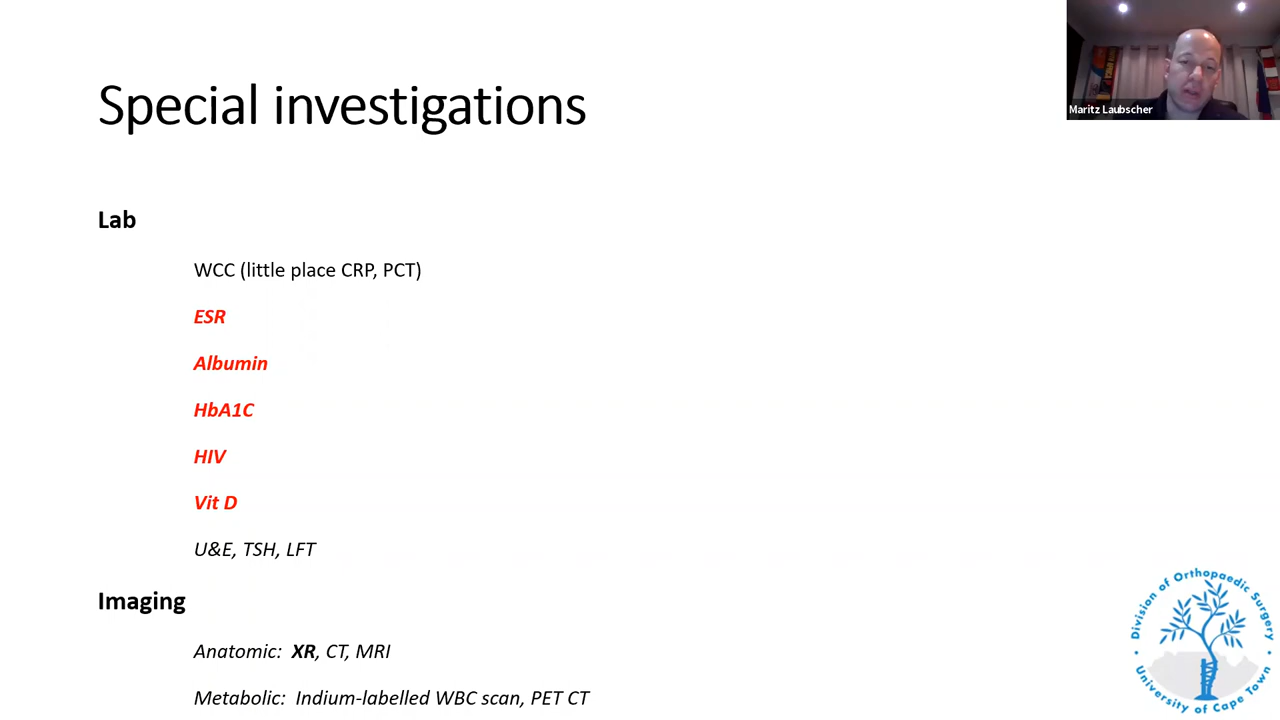 Special investigations
Maritz Laubscher
Lab
WCC (little place CRP, PCT)
ESR
Albumin
HbA1C
HIV
Vit D
U&E, TSH, LFT
Imaging
Anatomic: XR, CT, MRI
Metabolic: Indium-labelled WBC scan, PET CT
Division of Orthopaedic Surgery
University of Cape Town